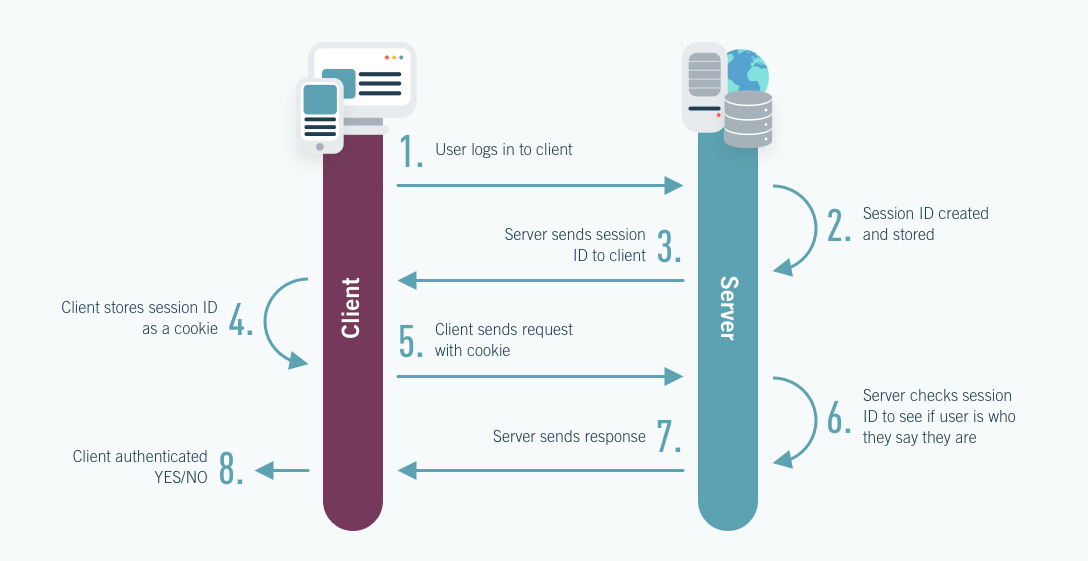 1. User logs in to client
2. Session ID created
and stored
Server sends session
ID to client 3.
Client stores session ID
as a cookie 4.
5. Client sends request
with cookie
6. Server checks session
ID to see if user is who
they say they are
Server sends response 7.
Client authenticated
YES/NO 8.
Client
Server